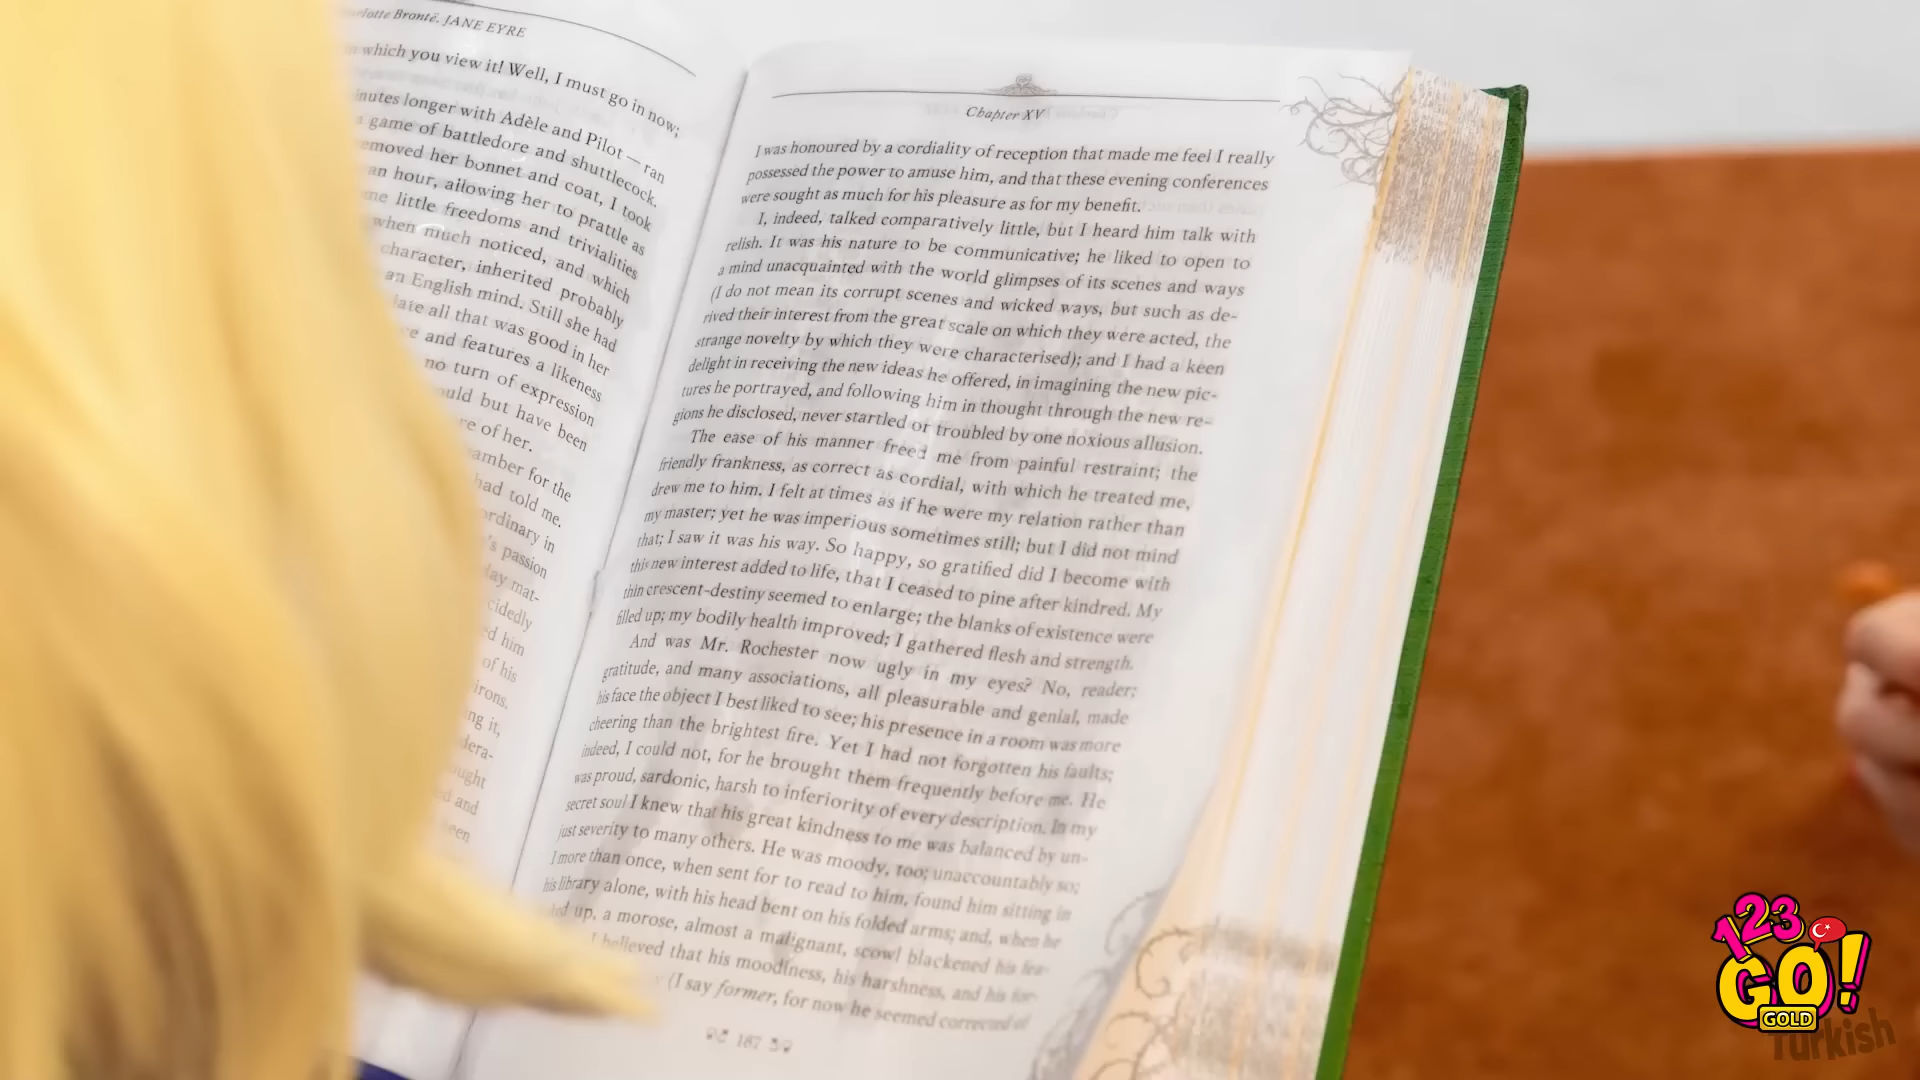 Charlotte Brontë. JANE EYRE
which you view it! Well, I must go in now;
minutes longer with Adèle and Pilot — ran
a game of battledore and shuttlecock.
removed her bonnet and coat, I took
an hour, allowing her to prattle as
me little freedoms and trivialities
when much noticed, and which
character, inherited probably
an English mind. Still she had
late all that was good in her
and features a likeness
no turn of expression
ould but have been
of her.
amber for the
had told me.
ordinary in
's passion
day mat-
cidedly
ed him
of his
irons.
ng it,
dera-
ought
and
een
Chapter XV
I was honoured by a cordiality of reception that made me feel I really
possessed the power to amuse him, and that these evening conferences
were sought as much for his pleasure as for my benefit.
I, indeed, talked comparatively little, but I heard him talk with
relish. It was his nature to be communicative; he liked to open to
a mind unacquainted with the world glimpses of its scenes and ways
(I do not mean its corrupt scenes and wicked ways, but such as de-
rived their interest from the great scale on which they were acted, the
strange novelty by which they were characterised); and I had a keen
delight in receiving the new ideas he offered, in imagining the new pic-
tures he portrayed, and following him in thought through the new re-
gions he disclosed, never startled or troubled by one noxious allusion.
The ease of his manner freed me from painful restraint; the
friendly frankness, as correct as cordial, with which he treated me,
drew me to him. I felt at times as if he were my relation rather than
my master; yet he was imperious sometimes still; but I did not mind
that; I saw it was his way. So happy, so gratified did I become with
this new interest added to life, that I ceased to pine after kindred. My
thin crescent-destiny seemed to enlarge; the blanks of existence were
filled up; my bodily health improved; I gathered flesh and strength.
And was Mr. Rochester now ugly in my eyes? No, reader:
gratitude, and many associations, all pleasurable and genial, made
his face the object I best liked to see; his presence in a room was more
cheering than the brightest fire. Yet I had not forgotten his faults;
indeed, I could not, for he brought them frequently before me. He
was proud, sardonic, harsh to inferiority of every description. In my
secret soul I knew that his great kindness to me was balanced by un-
just severity to many others. He was moody, too; unaccountably so;
I more than once, when sent for to read to him, found him sitting in
his library alone, with his head bent on his folded arms; and, when he
up, a morose, almost a malignant, scowl blackened his fea-
I believed that his moodiness, his harshness, and his for-
(I say former, for now he seemed corrected of
187
123
GO!
GOLD
Turkish